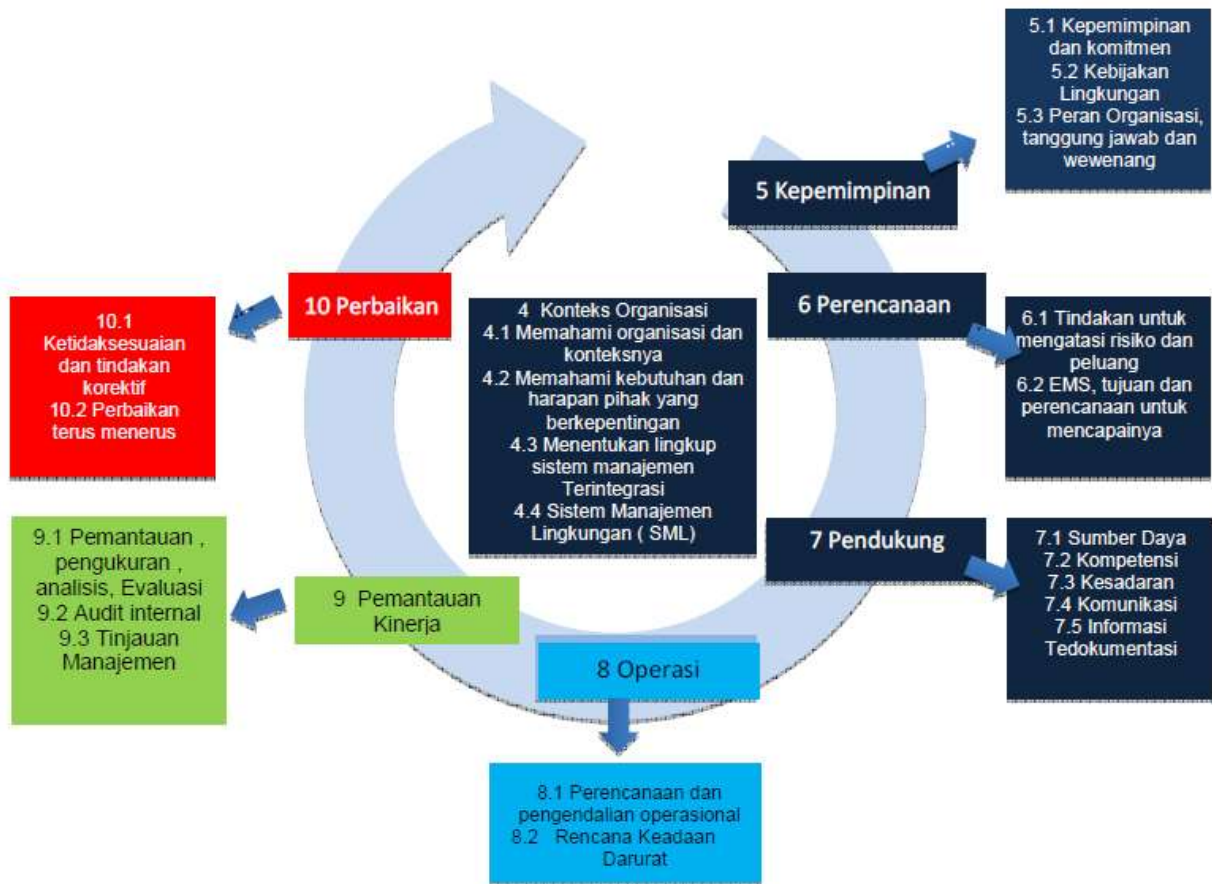 5.1 Kepemimpinan
dan komitmen
5.2 Kebijakan
Lingkungan
5.3 Peran Organisasi,
tanggung jawab dan
wewenang
5 Kepemimpinan
6 Perencanaan
6.1 Tindakan untuk
mengatasi risiko dan
peluang
6.2 EMS, tujuan dan
perencanaan untuk
mencapainya
7 Pendukung
7.1 Sumber Daya
7.2 Kompetensi
7.3 Kesadaran
7.4 Komunikasi
7.5 Informasi
Tedokumentasi
4 Konteks Organisasi
4.1 Memahami organisasi dan
konteksnya
4.2 Memahami kebutuhan dan
harapan pihak yang
berkepentingan
4.3 Menentukan lingkup
sistem manajemen
Terintegrasi
4.4 Sistem Manajemen
Lingkungan ( SML)
8 Operasi
8.1 Perencanaan dan
pengendalian operasional
8.2 Rencana Keadaan
Darurat
9 Pemantauan
Kinerja
9.1 Pemantauan ,
pengukuran ,
analisis, Evaluasi
9.2 Audit internal
9.3 Tinjauan
Manajemen
10 Perbaikan
10.1
Ketidaksesuaian
dan tindakan
korektif
10.2 Perbaikan
terus menerus